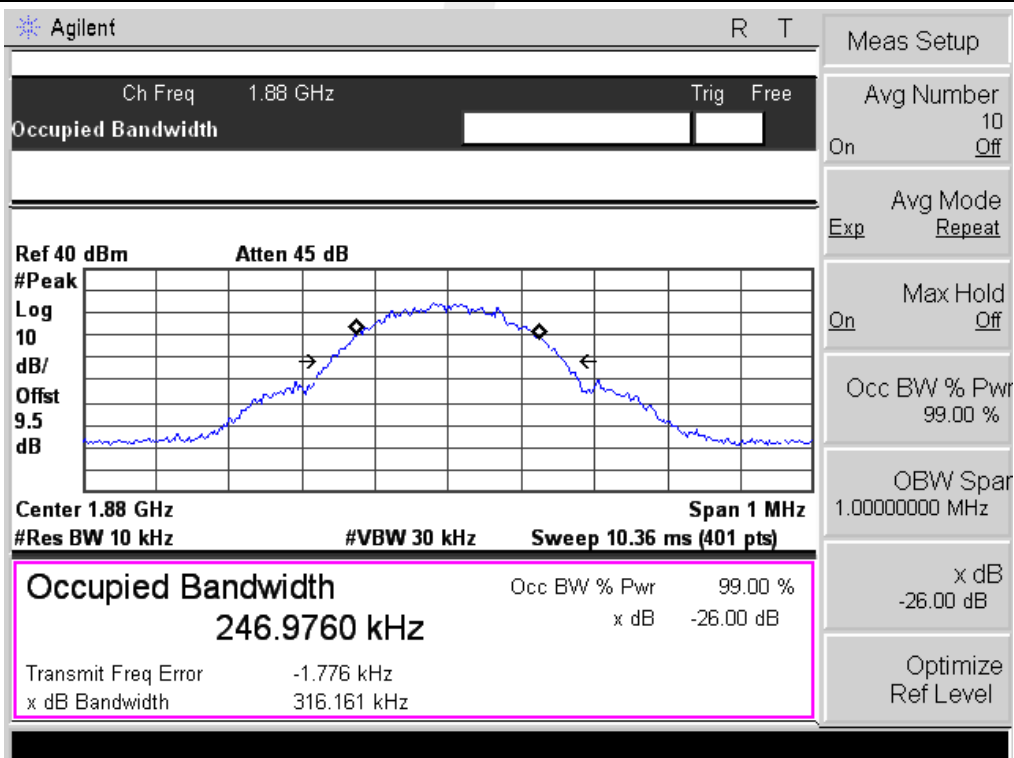 Agilent R T
Ch Freq 1.88 GHz Trig Free
Occupied Bandwidth
Ref 40 dBm Atten 45 dB
#Peak
Log
10
dB/
Offst
9.5
dB
Center 1.88 GHz Span 1 MHz
#Res BW 10 kHz #VBW 30 kHz Sweep 10.36 ms (401 pts)
Occupied Bandwidth Occ BW % Pwr 99.00 %
246.9760 kHz x dB -26.00 dB
Transmit Freq Error -1.776 kHz
x dB Bandwidth 316.161 kHz
Meas Setup
Avg Number
10
On Off
Avg Mode
Exp Repeat
Max Hold
On Off
Occ BW % Pwr
99.00 %
OBW Span
1.00000000 MHz
x dB
-26.00 dB
Optimize
Ref Level